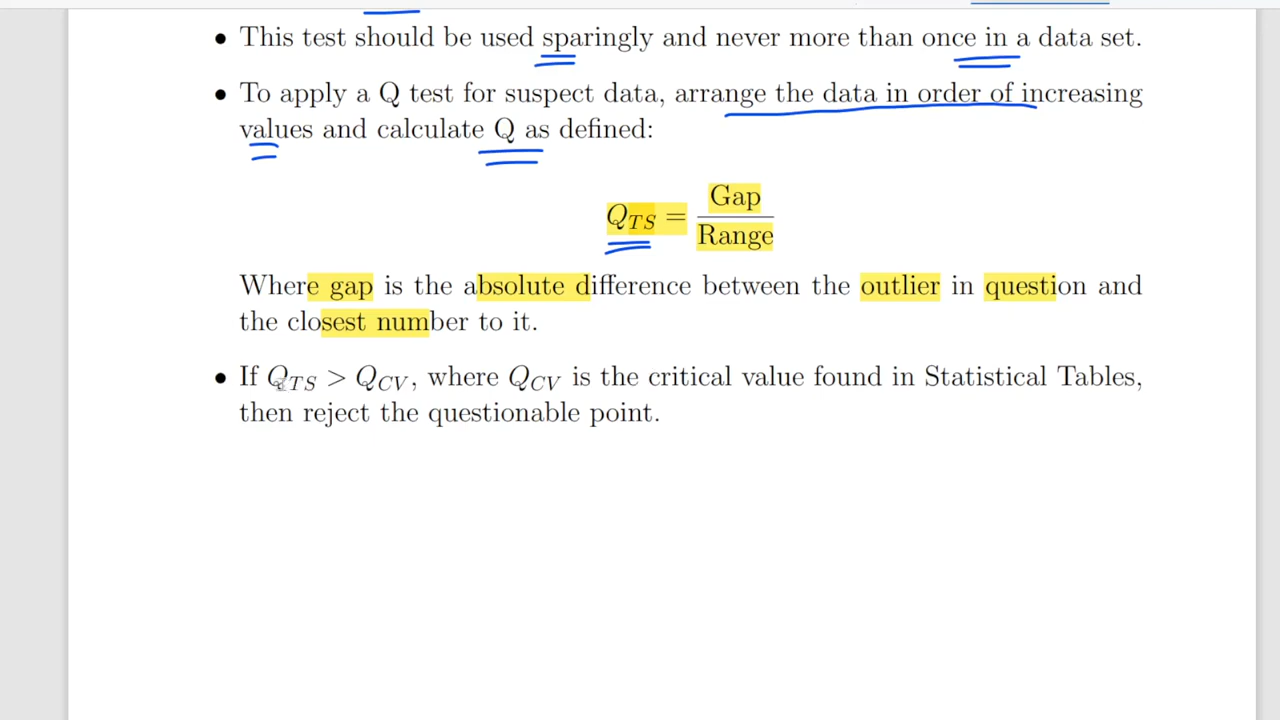 • This test should be used sparingly and never more than once in a data set.
• To apply a Q test for suspect data, arrange the data in order of increasing
values and calculate Q as defined:
Q_TS = Gap / Range
Where gap is the absolute difference between the outlier in question and
the closest number to it.
• If Q_TS > Q_CV, where Q_CV is the critical value found in Statistical Tables,
then reject the questionable point.